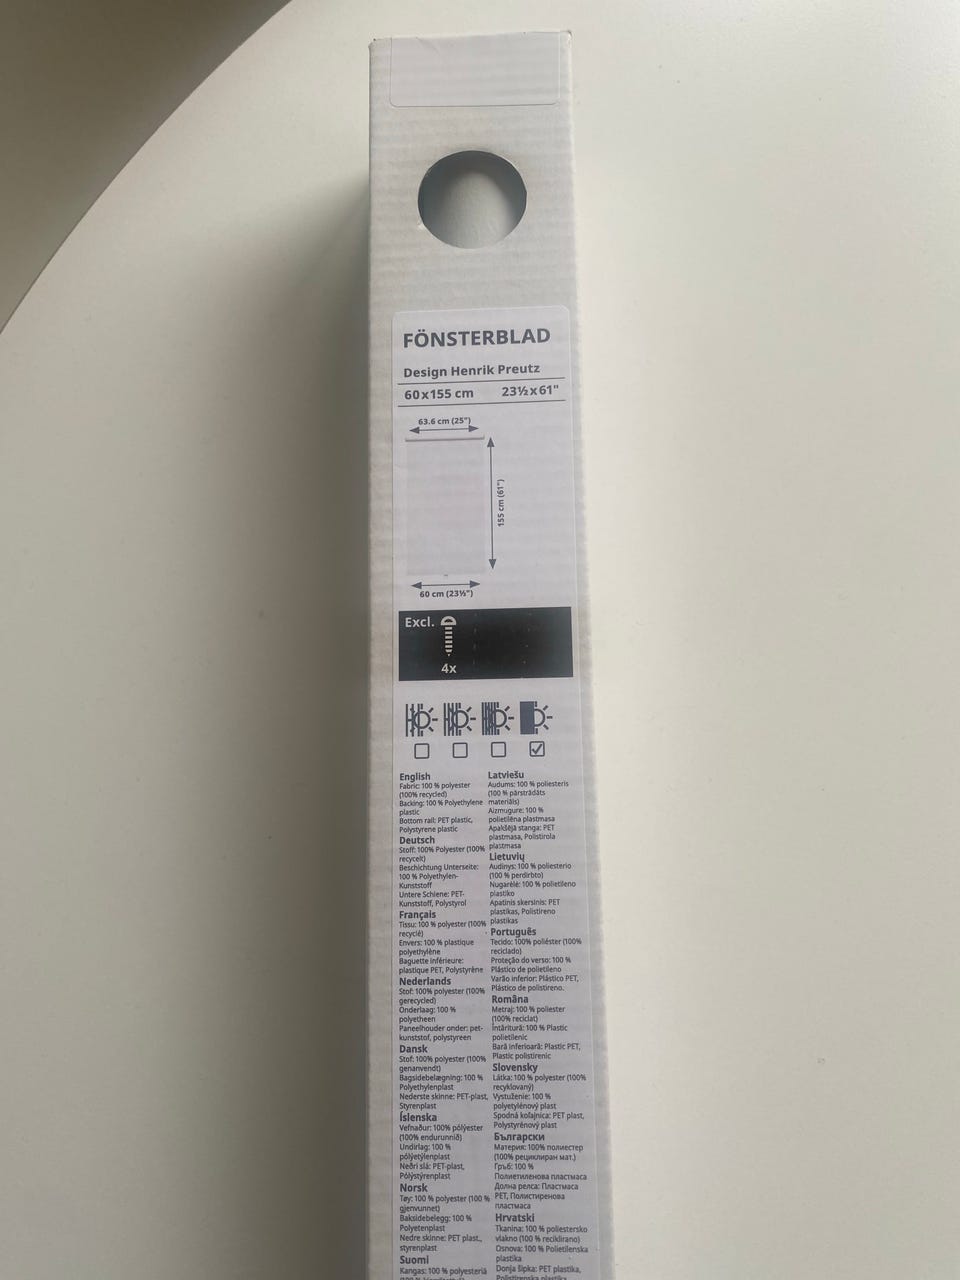 FÖNSTERBLAD
Design Henrik Preutz
60x155 cm 23½x61"
63.6 cm (25")
155 cm (61")
60 cm (23½")
Excl.
4x
English
Fabric: 100 % polyester
(100% recycled)
Backing: 100 % Polyethylene
plastic
Bottom rail: PET plastic,
Polystyrene plastic
Deutsch
Stoff: 100% Polyester (100%
recycelt)
Beschichtung Unterseite:
100 % Polyethylen-
Kunststoff
Untere Schiene: PET-
Kunststoff, Polystyrol
Français
Tissu: 100 % polyester (100%
recyclé)
Envers: 100 % plastique
polyethylène
Baguette inférieure:
plastique PET, Polystyrène
Nederlands
Stof: 100% polyester (100%
gerecycled)
Onderlaag: 100 %
polyetheen
Paneelhouder onder: pet-
kunststof, polystyreen
Dansk
Stof: 100% polyester (100%
genanvendt)
Bagsidebelægning: 100 %
Polyethylenplast
Nederste skinne: PET-plast,
Styrenplast
Íslenska
Vefnaður: 100% pólýester
(100% endurunnið)
Undirlag: 100 %
pólýetýlenplast
Neðri slá: PET-plast,
Pólýstýrenplast
Norsk
Tøy: 100 % polyester (100 %
gjenvunnet)
Baksidebelegg: 100 %
Polyetenplast
Nedre skinne: PET plast.,
styrenplast
Suomi
Kangas: 100 % polyesteriä
Latviešu
Audums: 100 % poliesteris
(100 % pārstrādāts
materiāls)
Aizmugure: 100 %
polietilēna plastmasa
Apakšējā stanga: PET
plastmasa, Polistirola
plastmasa
Lietuvių
Audinys: 100 % poliesterio
(100 % perdirbto)
Nugarėlė: 100 % polietileno
plastiko
Apatinis skersinis: PET
plastikas, Polistireno
plastikas
Português
Tecido: 100% poliéster (100%
reciclado)
Proteção do verso: 100 %
Plástico de polietileno
Varão inferior: Plástico PET,
Plástico de polistireno.
Româna
Metraj: 100 % poliester
(100% reciclat)
Întăritură: 100 % Plastic
polietilenic
Bară inferioară: Plastic PET,
Plastic polistirenic
Slovensky
Látka: 100 % polyester (100%
recyklovaný)
Vystuženie: 100 %
polyetylénový plast
Spodná koľajnica: PET plast,
Polystyrénový plast
Български
Материя: 100% полиестер
(100% рециклиран мат.)
Гръб: 100 %
Полиетиленова пластмаса
Долна релса: Пластмаса
PET, Полистиренова
пластмаса
Hrvatski
Tkanina: 100 % poliestersko
vlakno (100 % reciklirano)
Osnova: 100 % Polietilenska
plastika
Donja šipka: PET plastika,